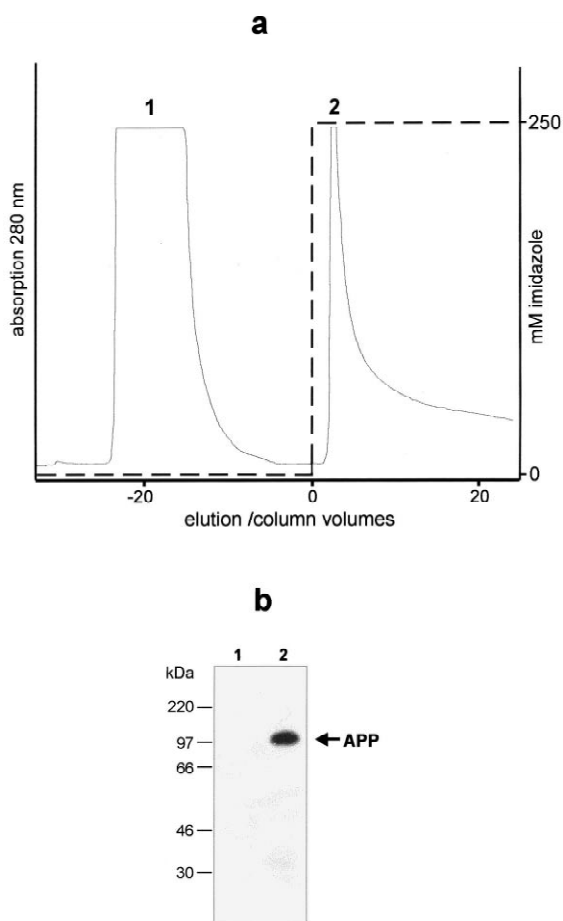 a
1
2
250
0
absorption 280 nm
mM imidazole
-20
0
20
elution /column volumes
b
1 2
kDa
220
97
APP
66
46
30